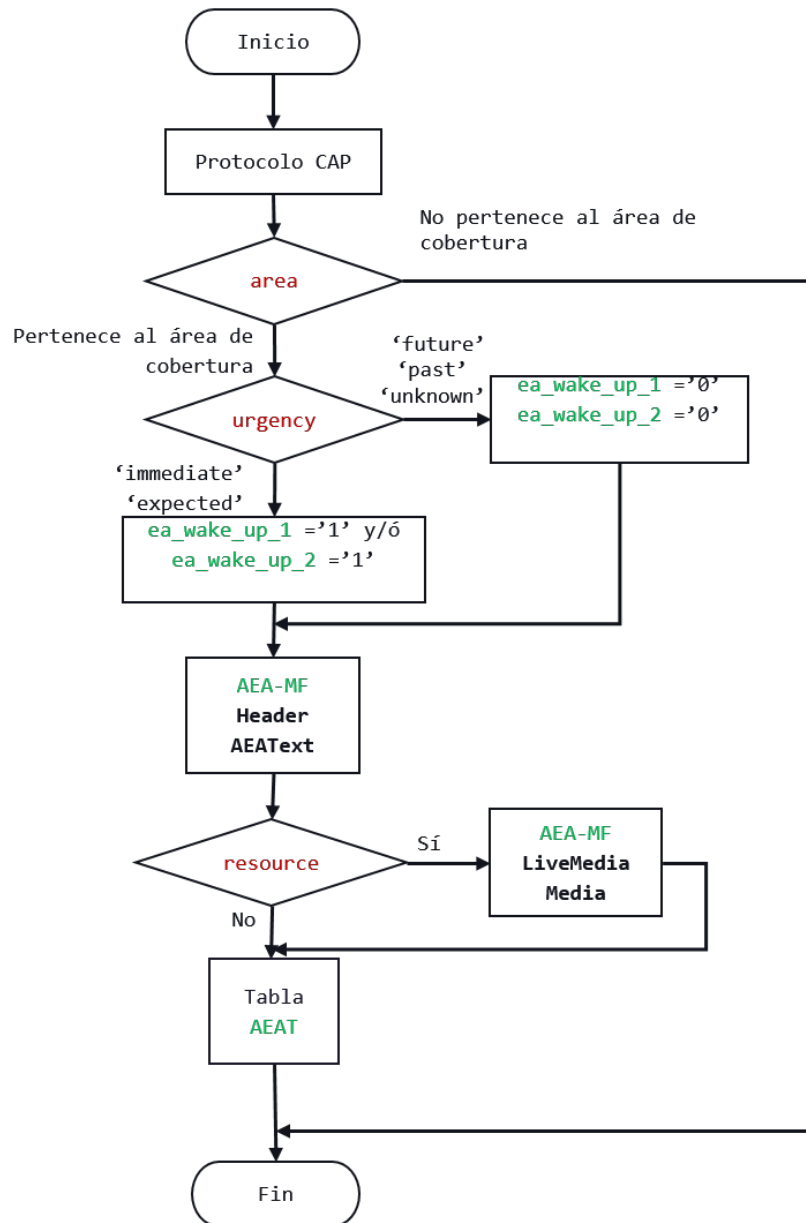 Inicio
Protocolo CAP
No pertenece al área de
cobertura
area
Pertenece al área de
cobertura
‘future’
‘past’
‘unknown’
urgency
ea_wake_up_1 =’0’
ea_wake_up_2 =’0’
‘immediate’
‘expected’
ea_wake_up_1 =’1’ y/ó
ea_wake_up_2 =’1’
AEA-MF
Header
AEAText
resource
Sí
AEA-MF
LiveMedia
Media
No
Tabla
AEAT
Fin